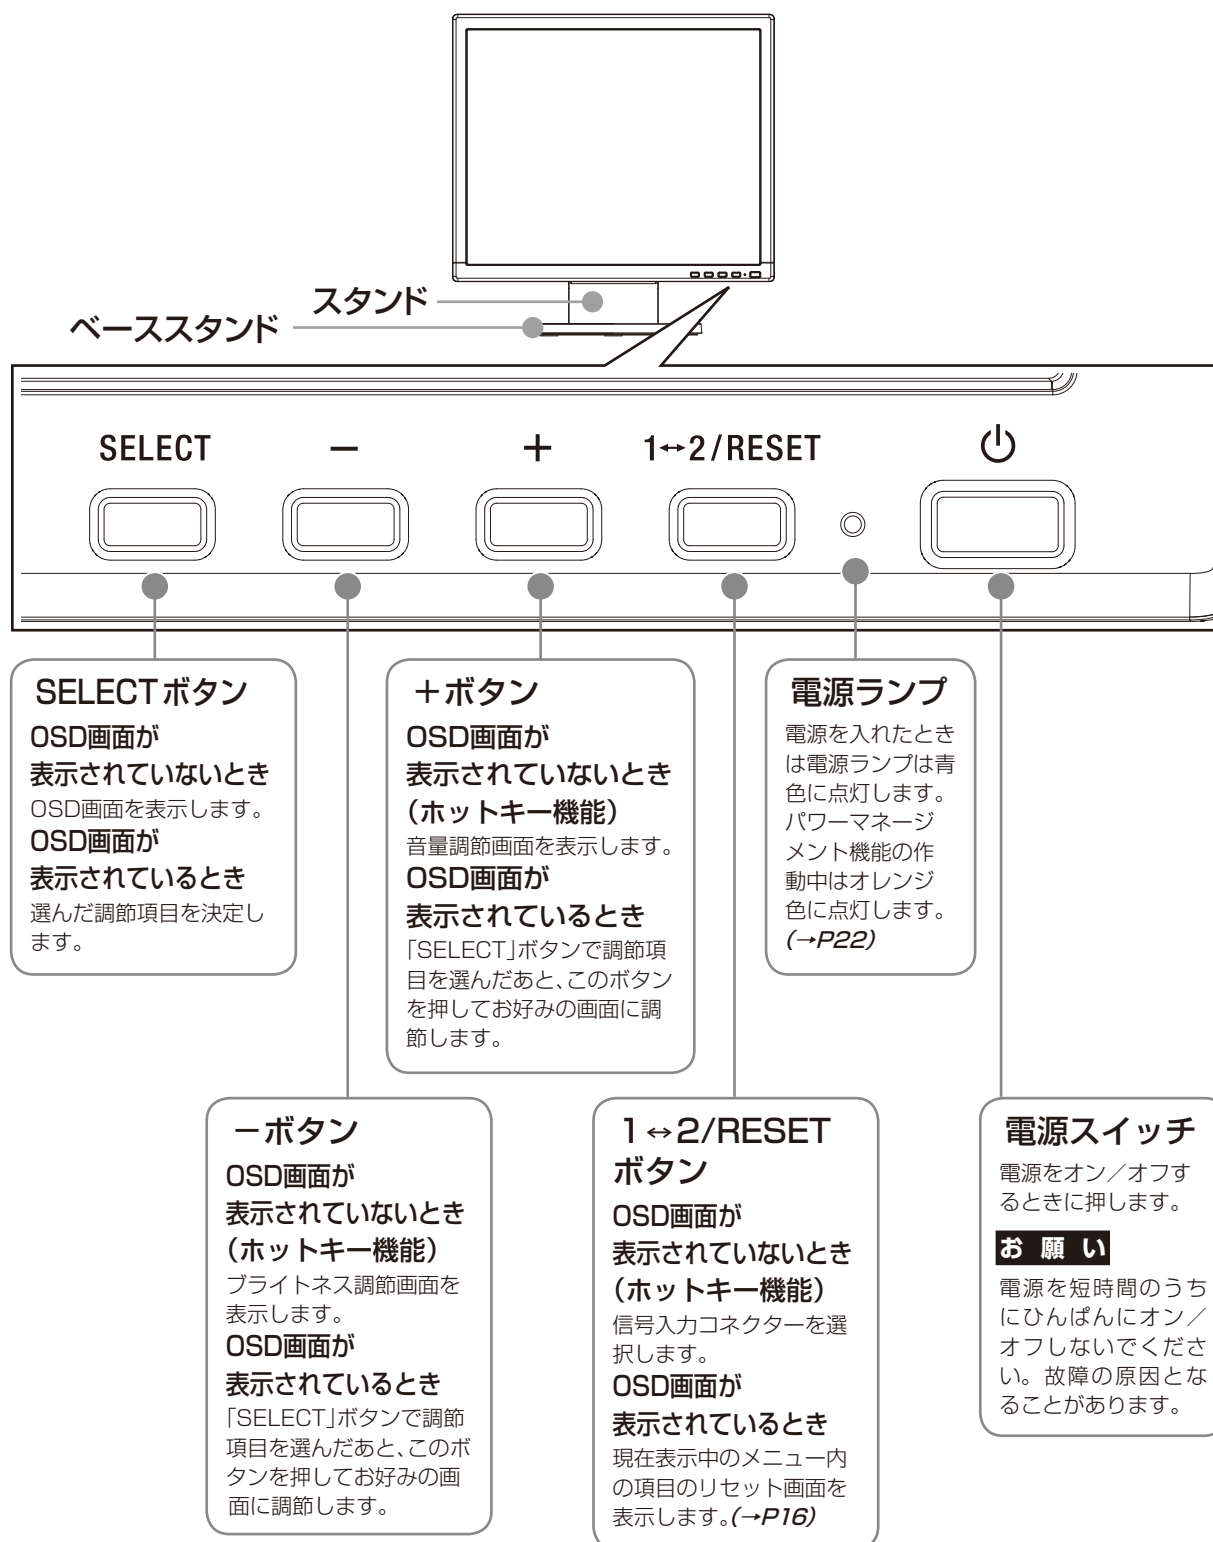 スタンド
ベーススタンド
SELECT
−
+
1↔2/RESET
SELECTボタン
OSD画面が
表示されていないとき
OSD画面を表示します。
OSD画面が
表示されているとき
選んだ調節項目を決定し
ます。
＋ボタン
OSD画面が
表示されていないとき
（ホットキー機能）
音量調節画面を表示します。
OSD画面が
表示されているとき
「SELECT」ボタンで調節項
目を選んだあと、このボタン
を押してお好みの画面に調
節します。
電源ランプ
電源を入れたとき
は電源ランプは青
色に点灯します。
パワーマネージ
メント機能の作
動中はオレンジ
色に点灯します。
(→P22)
−ボタン
OSD画面が
表示されていないとき
（ホットキー機能）
ブライトネス調節画面を
表示します。
OSD画面が
表示されているとき
「SELECT」ボタンで調節
項目を選んだあと、このボ
タンを押してお好みの画
面に調節します。
1↔2/RESET
ボタン
OSD画面が
表示されていないとき
（ホットキー機能）
信号入力コネクターを選
択します。
OSD画面が
表示されているとき
現在表示中のメニュー内
の項目のリセット画面を
表示します。(→P16)
電源スイッチ
電源をオン／オフす
るときに押します。
お 願 い
電源を短時間のうち
にひんぱんにオン／
オフしないでくださ
い。故障の原因とな
ることがあります。